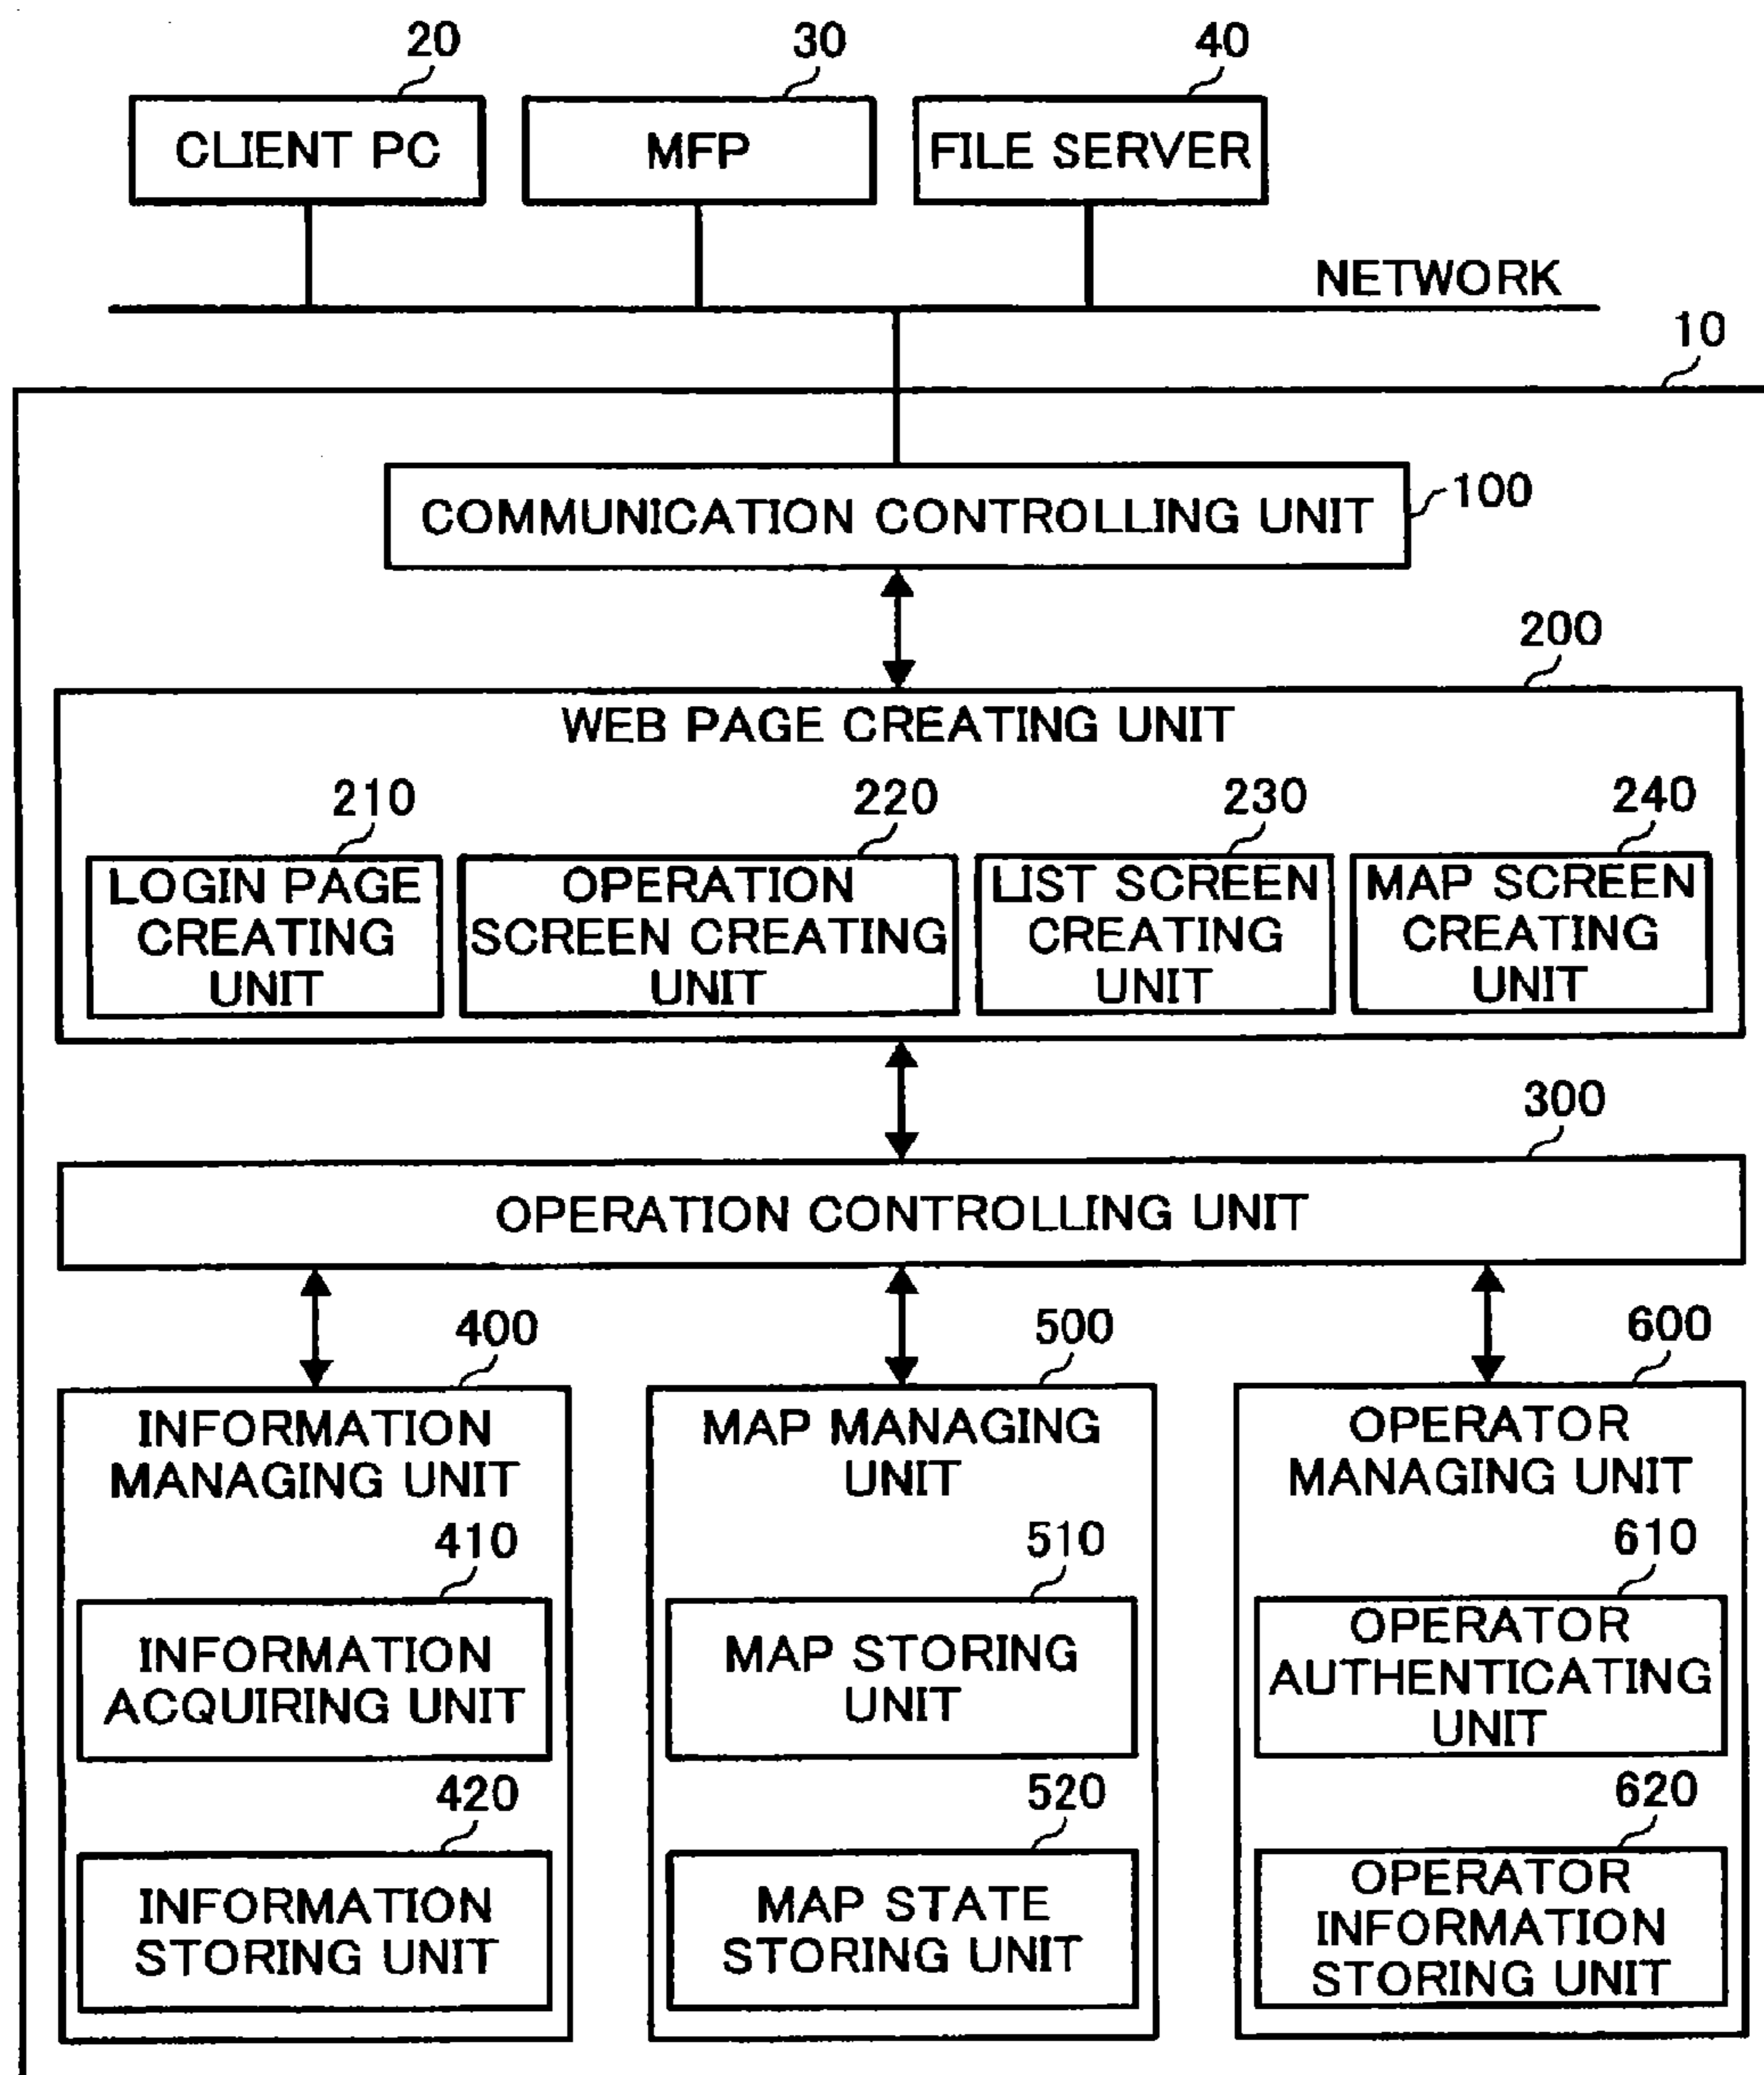 20
30
40
CLIENT PC
MFP
FILE SERVER
NETWORK
10
COMMUNICATION CONTROLLING UNIT
100
200
WEB PAGE CREATING UNIT
210
220
230
240
LOGIN PAGE
CREATING
UNIT
OPERATION
SCREEN CREATING
UNIT
LIST SCREEN
CREATING
UNIT
MAP SCREEN
CREATING
UNIT
300
OPERATION CONTROLLING UNIT
400
500
600
INFORMATION
MANAGING UNIT
410
INFORMATION
ACQUIRING UNIT
420
INFORMATION
STORING UNIT
MAP MANAGING
UNIT
510
MAP STORING
UNIT
520
MAP STATE
STORING UNIT
OPERATOR
MANAGING UNIT
610
OPERATOR
AUTHENTICATING
UNIT
620
OPERATOR
INFORMATION
STORING UNIT